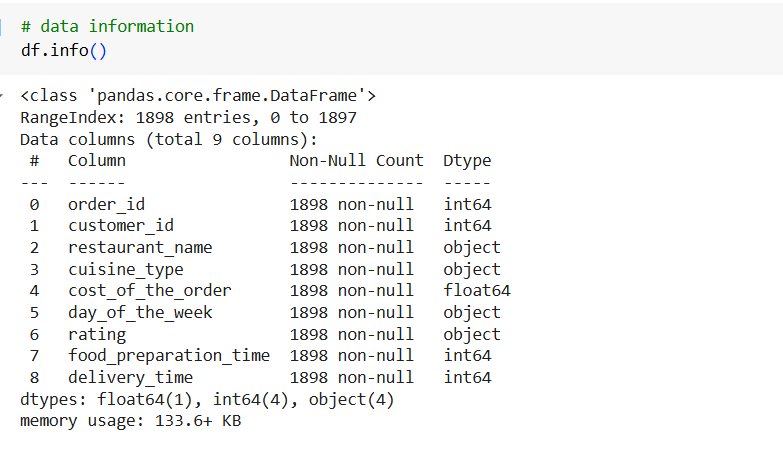 # data information
df.info()
<class 'pandas.core.frame.DataFrame'>
RangeIndex: 1898 entries, 0 to 1897
Data columns (total 9 columns):
 #   Column                 Non-Null Count  Dtype
---  ------                 --------------  -----
 0   order_id               1898 non-null   int64
 1   customer_id            1898 non-null   int64
 2   restaurant_name        1898 non-null   object
 3   cuisine_type           1898 non-null   object
 4   cost_of_the_order      1898 non-null   float64
 5   day_of_the_week        1898 non-null   object
 6   rating                 1898 non-null   object
 7   food_preparation_time  1898 non-null   int64
 8   delivery_time          1898 non-null   int64
dtypes: float64(1), int64(4), object(4)
memory usage: 133.6+ KB